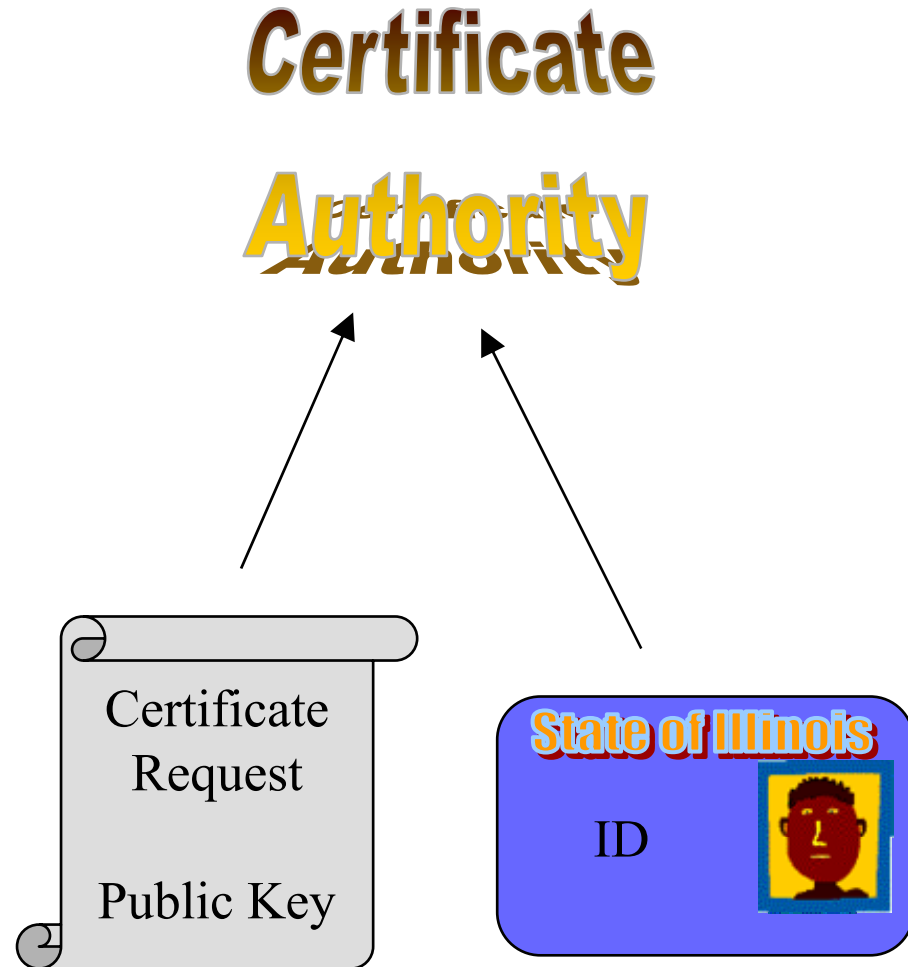 Certificate
Authority
Certificate
Request
Public Key
State of Illinois
ID